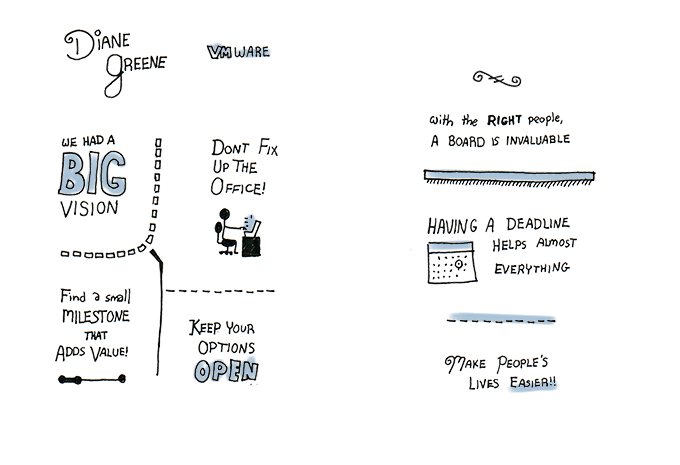 DIANE
GREENE
VMWARE
WE HAD A
BIG
VISION
DONT FIX
UP THE
OFFICE!
Find a small
MILESTONE
THAT
ADDS VALUE!
KEEP YOUR
OPTIONS
OPEN
With the RIGHT people,
A BOARD IS INVALUABLE
HAVING A DEADLINE
HELPS ALMOST
EVERYTHING
MAKE PEOPLE'S
LIVES EASIER!!